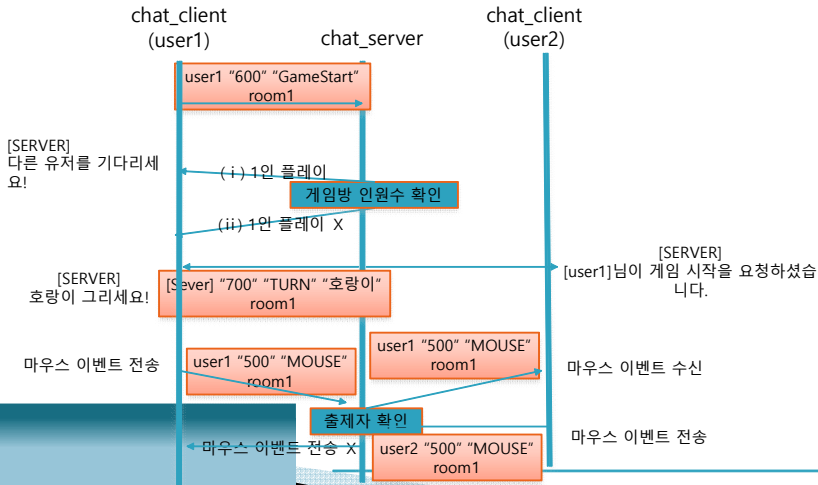 chat_client
(user1)
chat_server
chat_client
(user2)
user1 “600“ “GameStart“
room1
[SERVER]
다른 유저를 기다리세
요!
( i ) 1인 플레이
게임방 인원수 확인
(ii) 1인 플레이 X
[SERVER]
[user1]님이 게임 시작을 요청하셨습
니다.
[SERVER]
호랑이 그리세요!
[Sever] “700“ “TURN“ “호랑이“
room1
마우스 이벤트 전송
user1 “500“ “MOUSE“
room1
user1 “500“ “MOUSE“
room1
마우스 이벤트 수신
출제자 확인
마우스 이벤트 전송
마우스 이벤트 전송 X
user2 “500“ “MOUSE“
room1